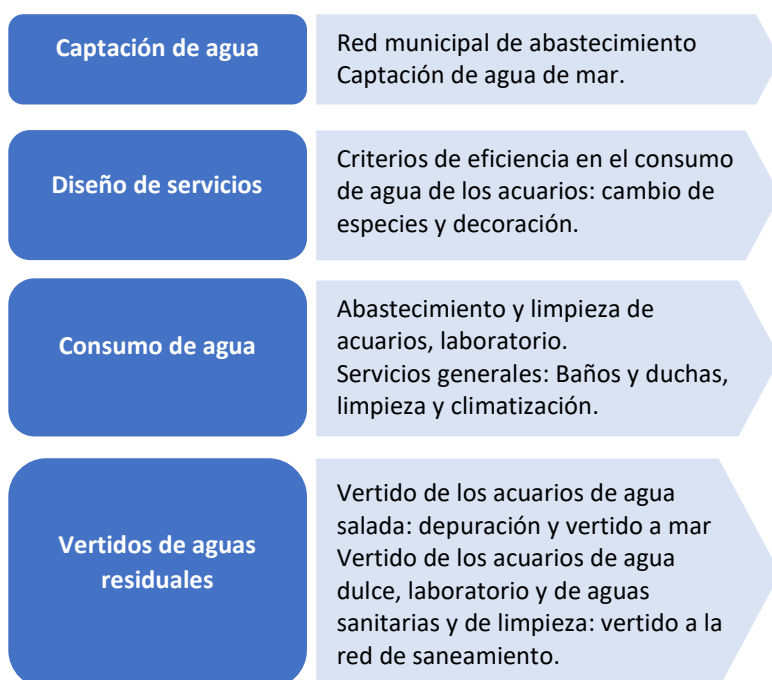 Captación de agua
Red municipal de abastecimiento
Captación de agua de mar.
Diseño de servicios
Criterios de eficiencia en el consumo
de agua de los acuarios: cambio de
especies y decoración.
Consumo de agua
Abastecimiento y limpieza de
acuarios, laboratorio.
Servicios generales: Baños y duchas,
limpieza y climatización.
Vertidos de aguas
residuales
Vertido de los acuarios de agua
salada: depuración y vertido a mar
Vertido de los acuarios de agua
dulce, laboratorio y de aguas
sanitarias y de limpieza: vertido a la
red de saneamiento.